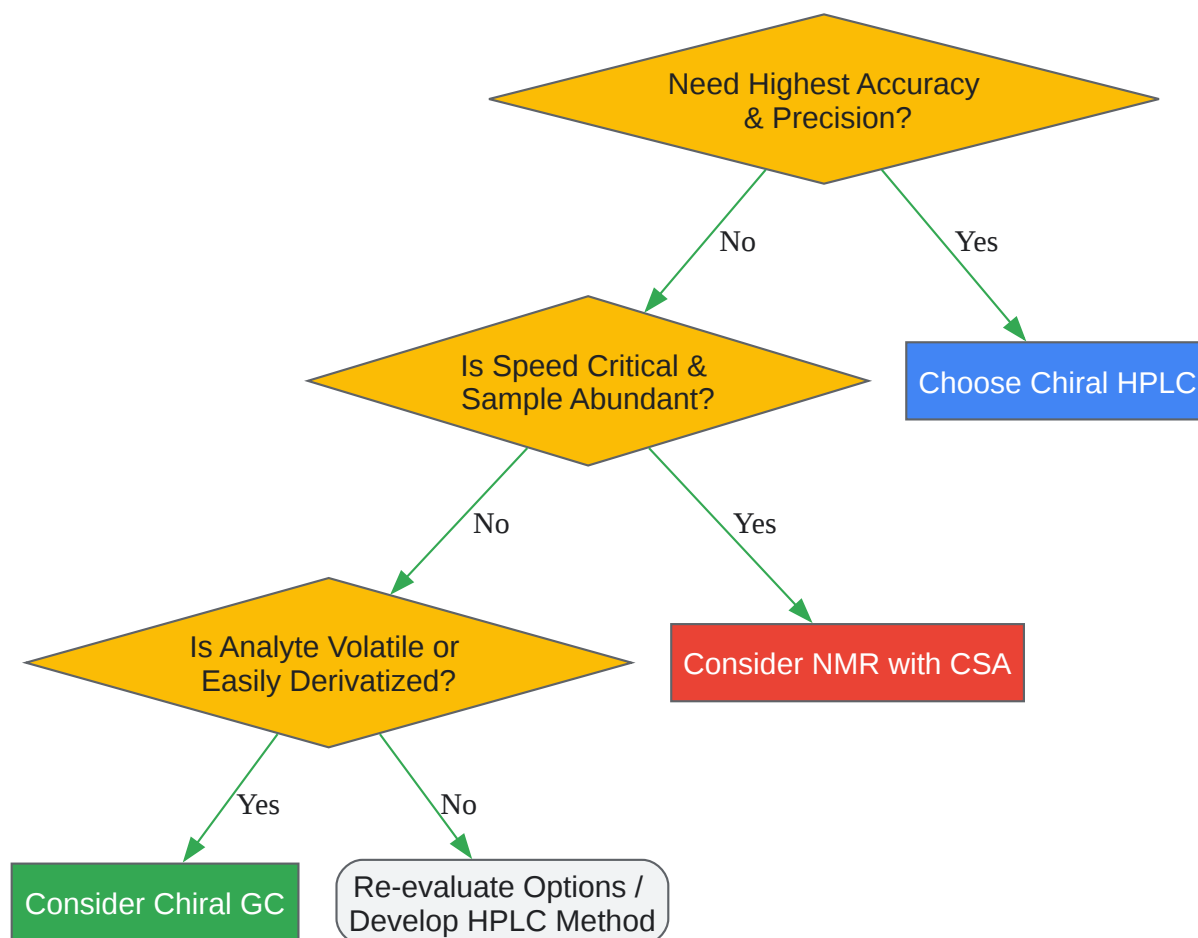 Need Highest Accuracy
& Precision?
No
Yes
Is Speed Critical &
Sample Abundant?
Choose Chiral HPLC
No
Yes
Is Analyte Volatile or
Easily Derivatized?
Consider NMR with CSA
Yes
No
Consider Chiral GC
Re-evaluate Options /
Develop HPLC Method